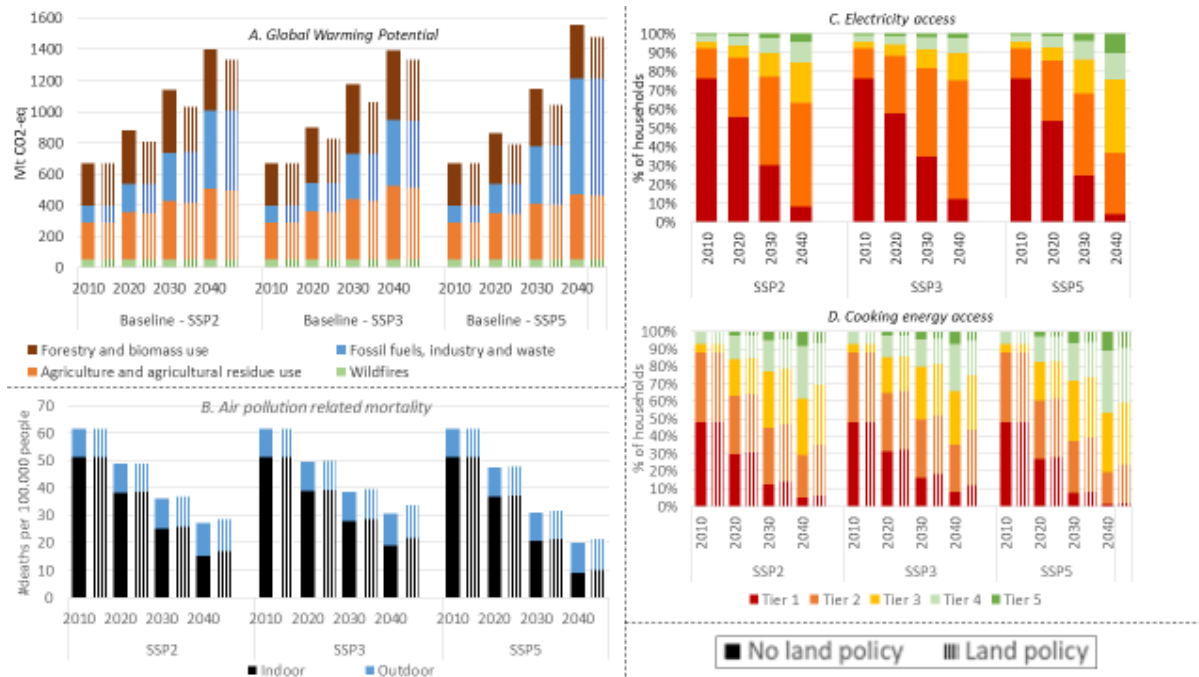 A. Global Warming Potential
Mt CO2-eq
1600
1400
1200
1000
800
600
400
200
0
2010 2020 2030 2040 2010 2020 2030 2040 2010 2020 2030 2040
Baseline - SSP2 Baseline - SSP3 Baseline - SSP5
Forestry and biomass use Fossil fuels, industry and waste
Agriculture and agricultural residue use Wildfires
B. Air pollution related mortality
#deaths per 100,000 people
70
60
50
40
30
20
10
0
2010 2020 2030 2040 2010 2020 2030 2040 2010 2020 2030 2040
SSP2 SSP3 SSP5
Indoor Outdoor
C. Electricity access
% of households
100%
90%
80%
70%
60%
50%
40%
30%
20%
10%
0%
2010 2020 2030 2040 2010 2020 2030 2040 2010 2020 2030 2040
SSP2 SSP3 SSP5
D. Cooking energy access
% of households
100%
90%
80%
70%
60%
50%
40%
30%
20%
10%
0%
2010 2020 2030 2040 2010 2020 2030 2040 2010 2020 2030 2040
SSP2 SSP3 SSP5
Tier 1 Tier 2 Tier 3 Tier 4 Tier 5
No land policy Land policy